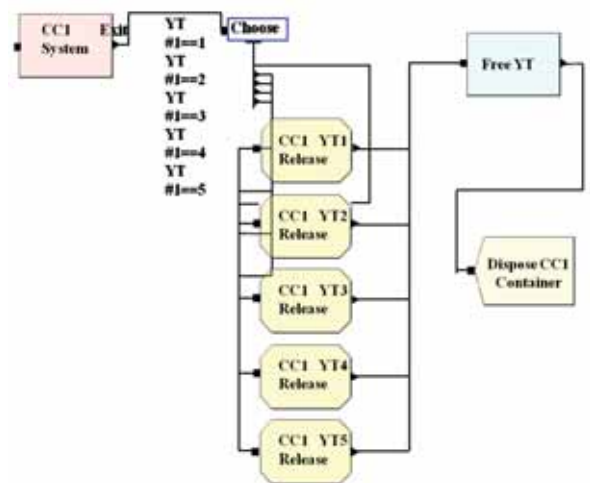 CC1
System
Exit
YT
#1==1
YT
#1==2
YT
#1==3
YT
#1==4
YT
#1==5
Choose
CC1 YT1
Release
CC1 YT2
Release
CC1 YT3
Release
CC1 YT4
Release
CC1 YT5
Release
Free YT
Dispose CC1
Container